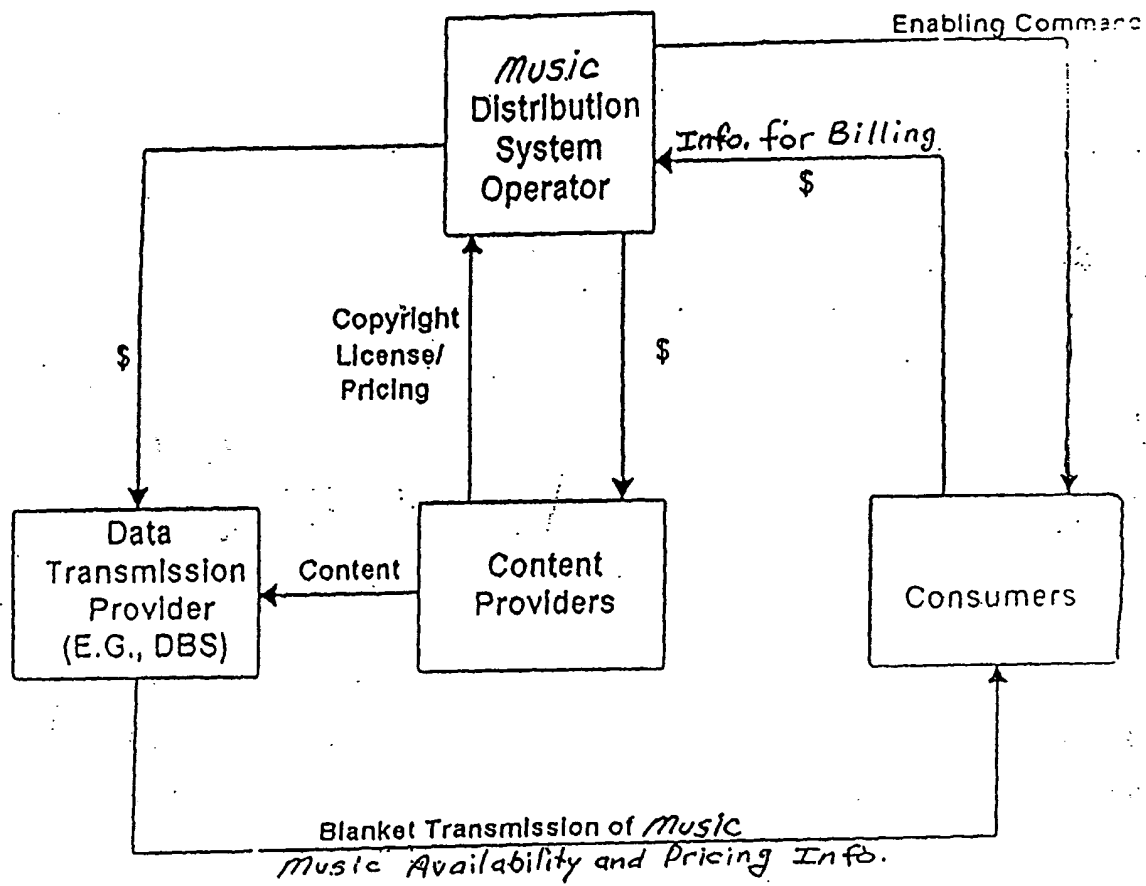 Enabling Command
Music
Distribution
System
Operator
Info. for Billing
$
Copyright
License/
Pricing
$
$
Data
Transmission
Provider
(E.G., DBS)
Content
Content
Providers
Consumers
Blanket Transmission of Music
Music Availability and Pricing Info.